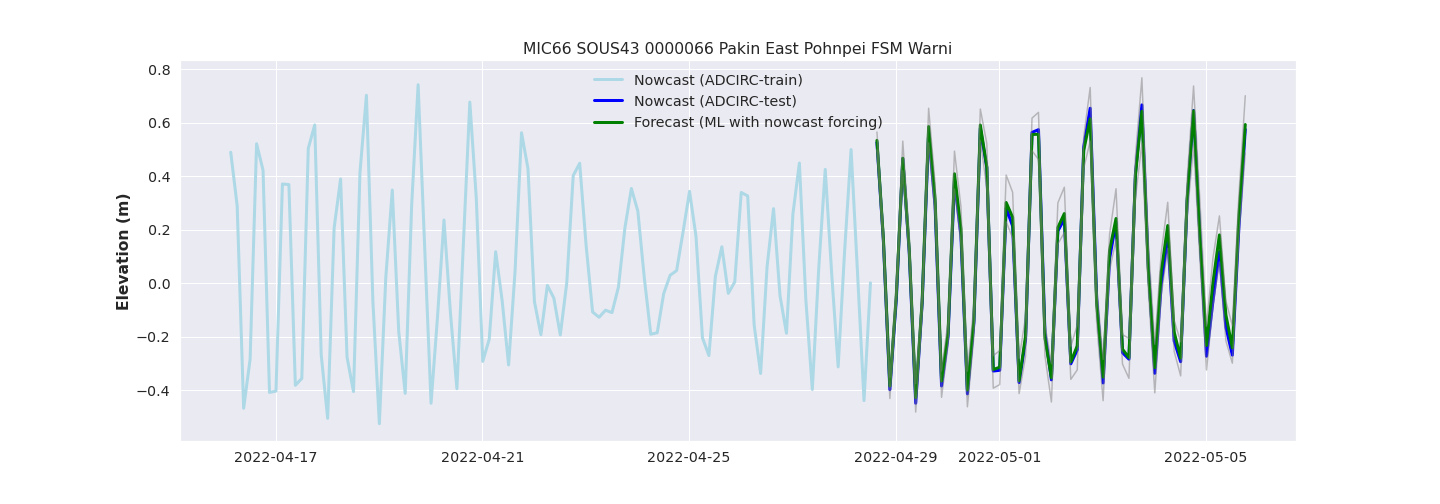 MIC66 SOUS43 0000066 Pakin East Pohnpei FSM Warni
Nowcast (ADCIRC-train)
Nowcast (ADCIRC-test)
Forecast (ML with nowcast forcing)
Elevation (m)
0.8
0.6
0.4
0.2
0.0
−0.2
−0.4
2022-04-17 2022-04-21 2022-04-25 2022-04-29 2022-05-01 2022-05-05